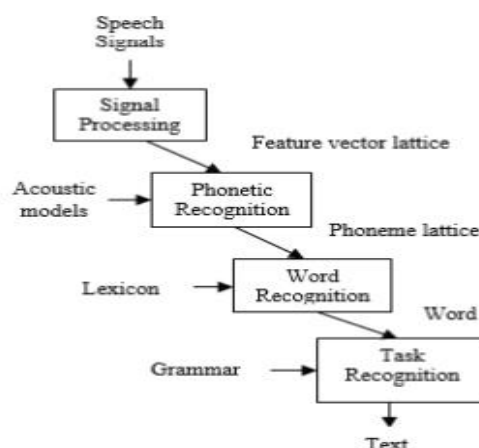 Speech
Signals
Signal
Processing
Feature vector lattice
Acoustic
models
Phonetic
Recognition
Phoneme lattice
Lexicon
Word
Recognition
Word
Grammar
Task
Recognition
Text